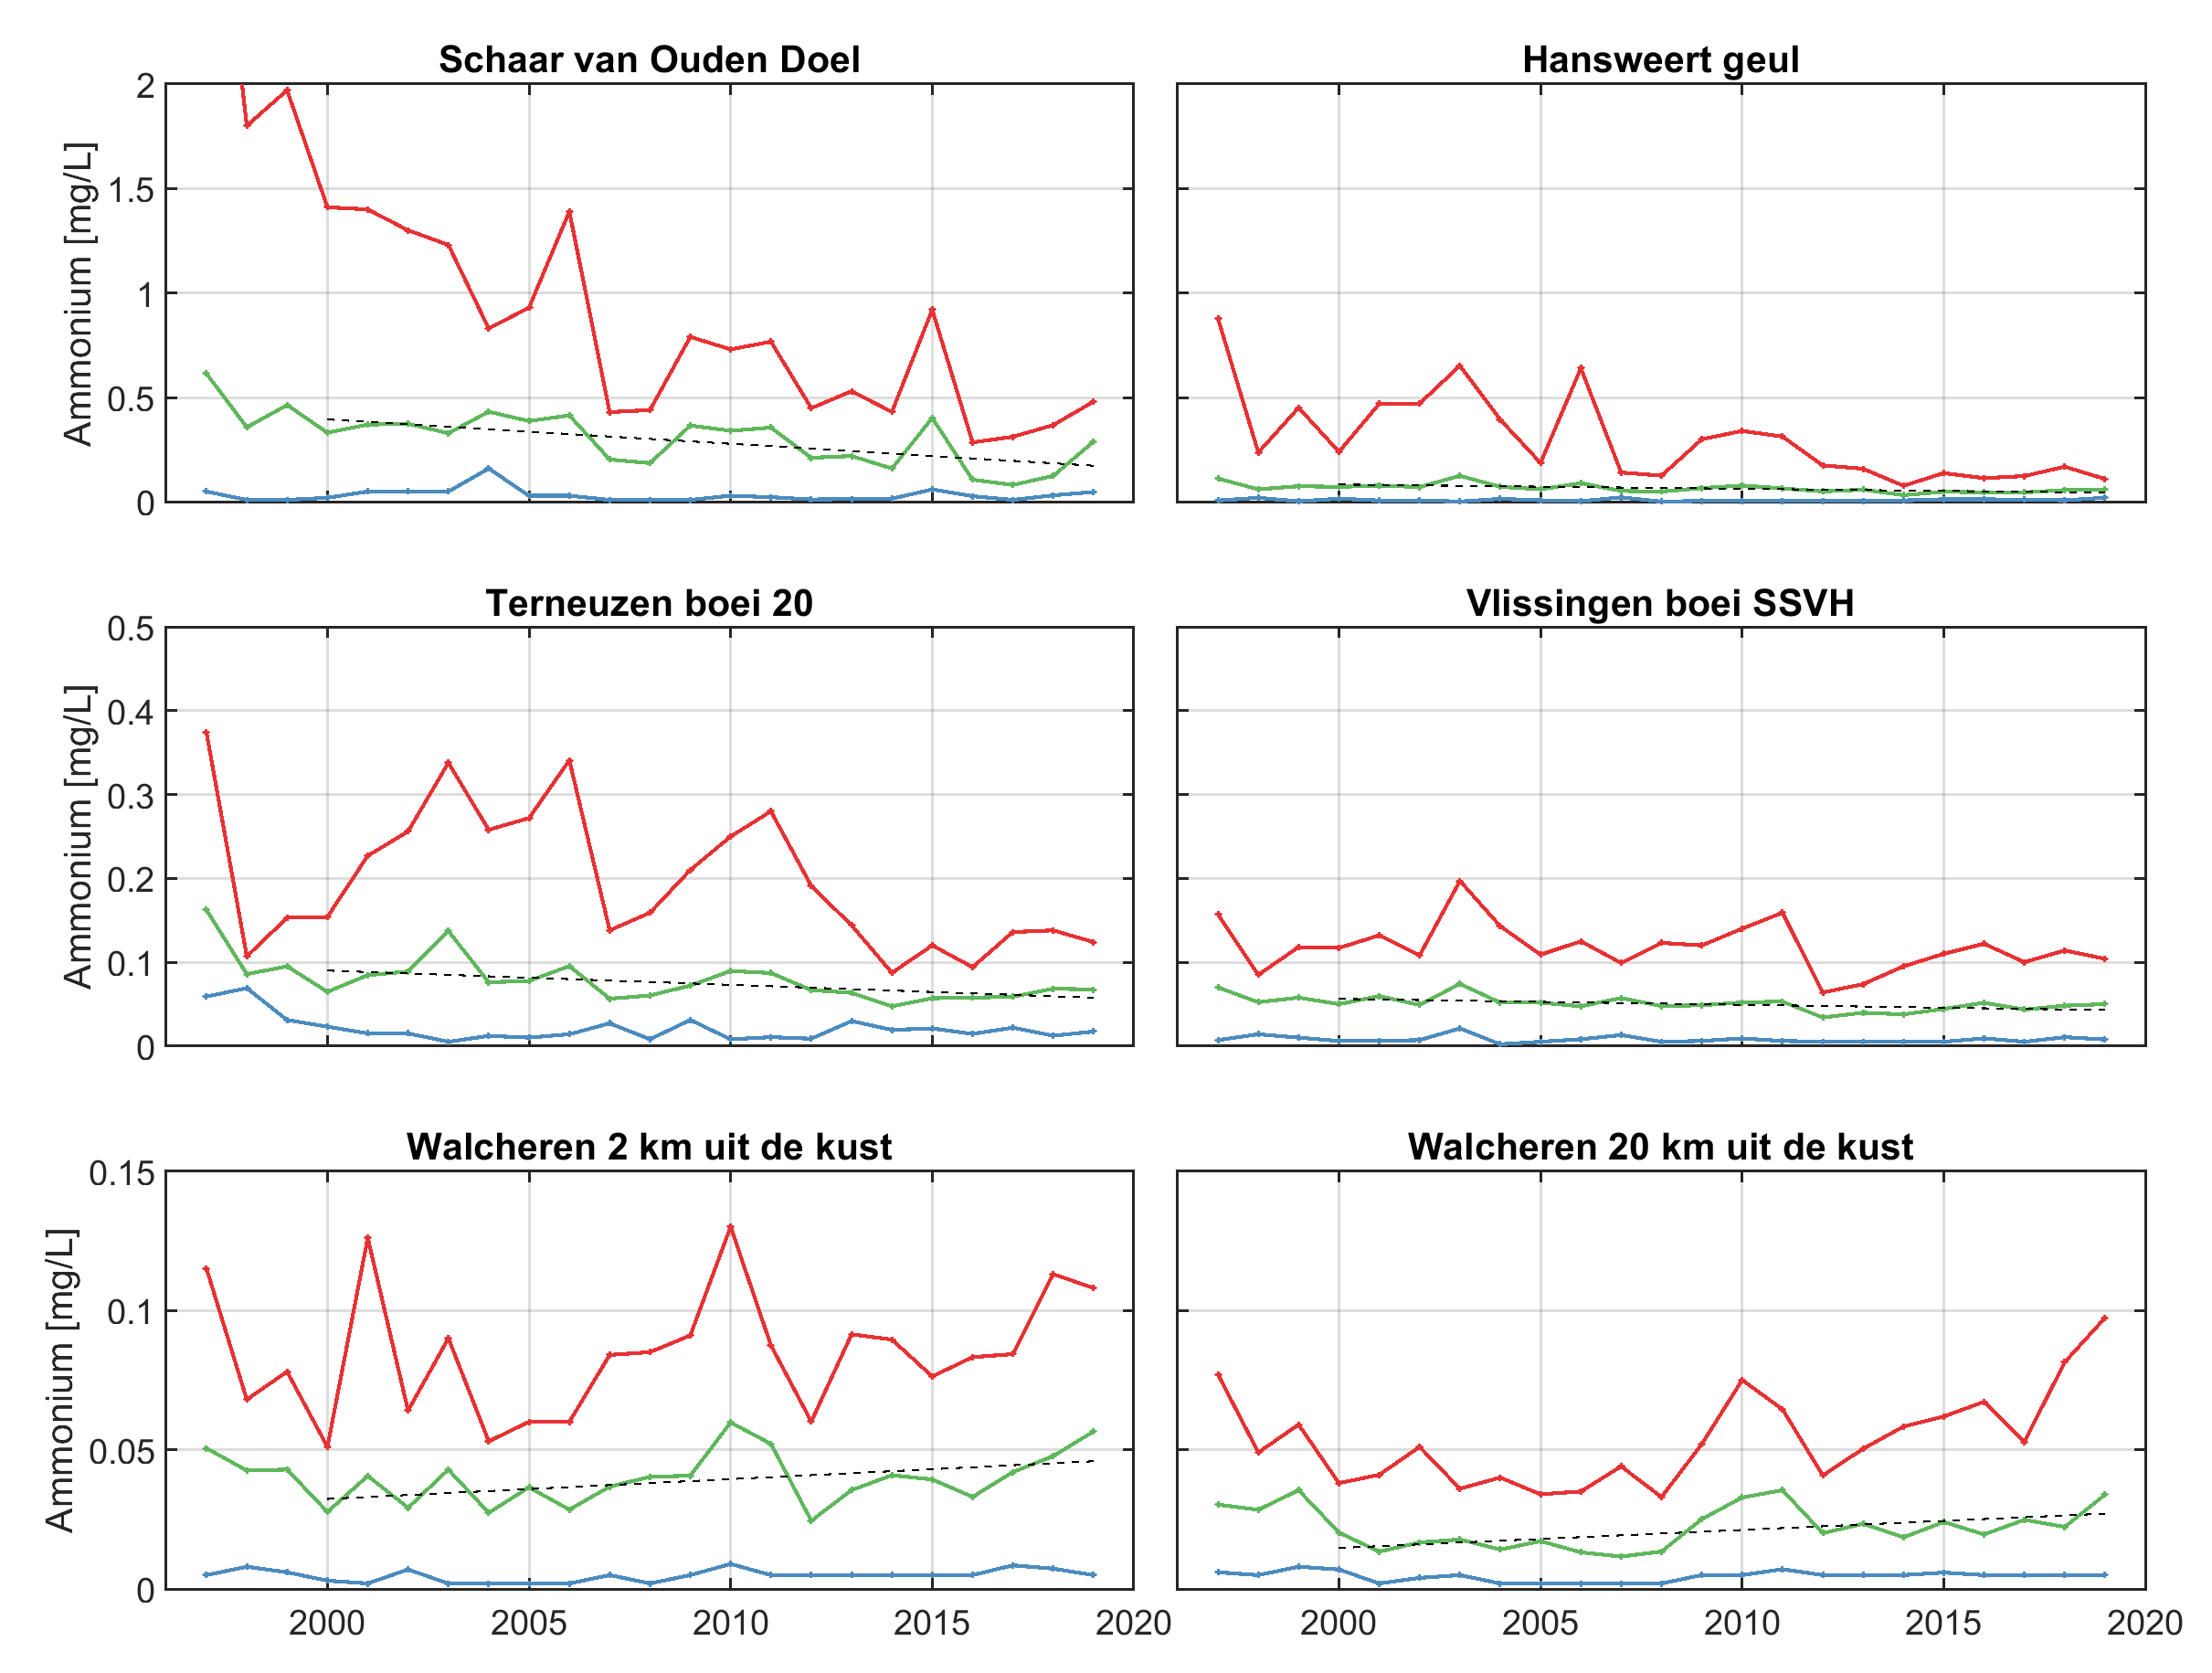 Schaar van Ouden Doel
Hansweert geul
Ammonium [mg/L]
2
1.5
1
0.5
0
Terneuzen boei 20
Vlissingen boei SSVH
Ammonium [mg/L]
0.5
0.4
0.3
0.2
0.1
0
Walcheren 2 km uit de kust
Walcheren 20 km uit de kust
Ammonium [mg/L]
0.15
0.1
0.05
0
2000 2005 2010 2015 2020
2000 2005 2010 2015 2020